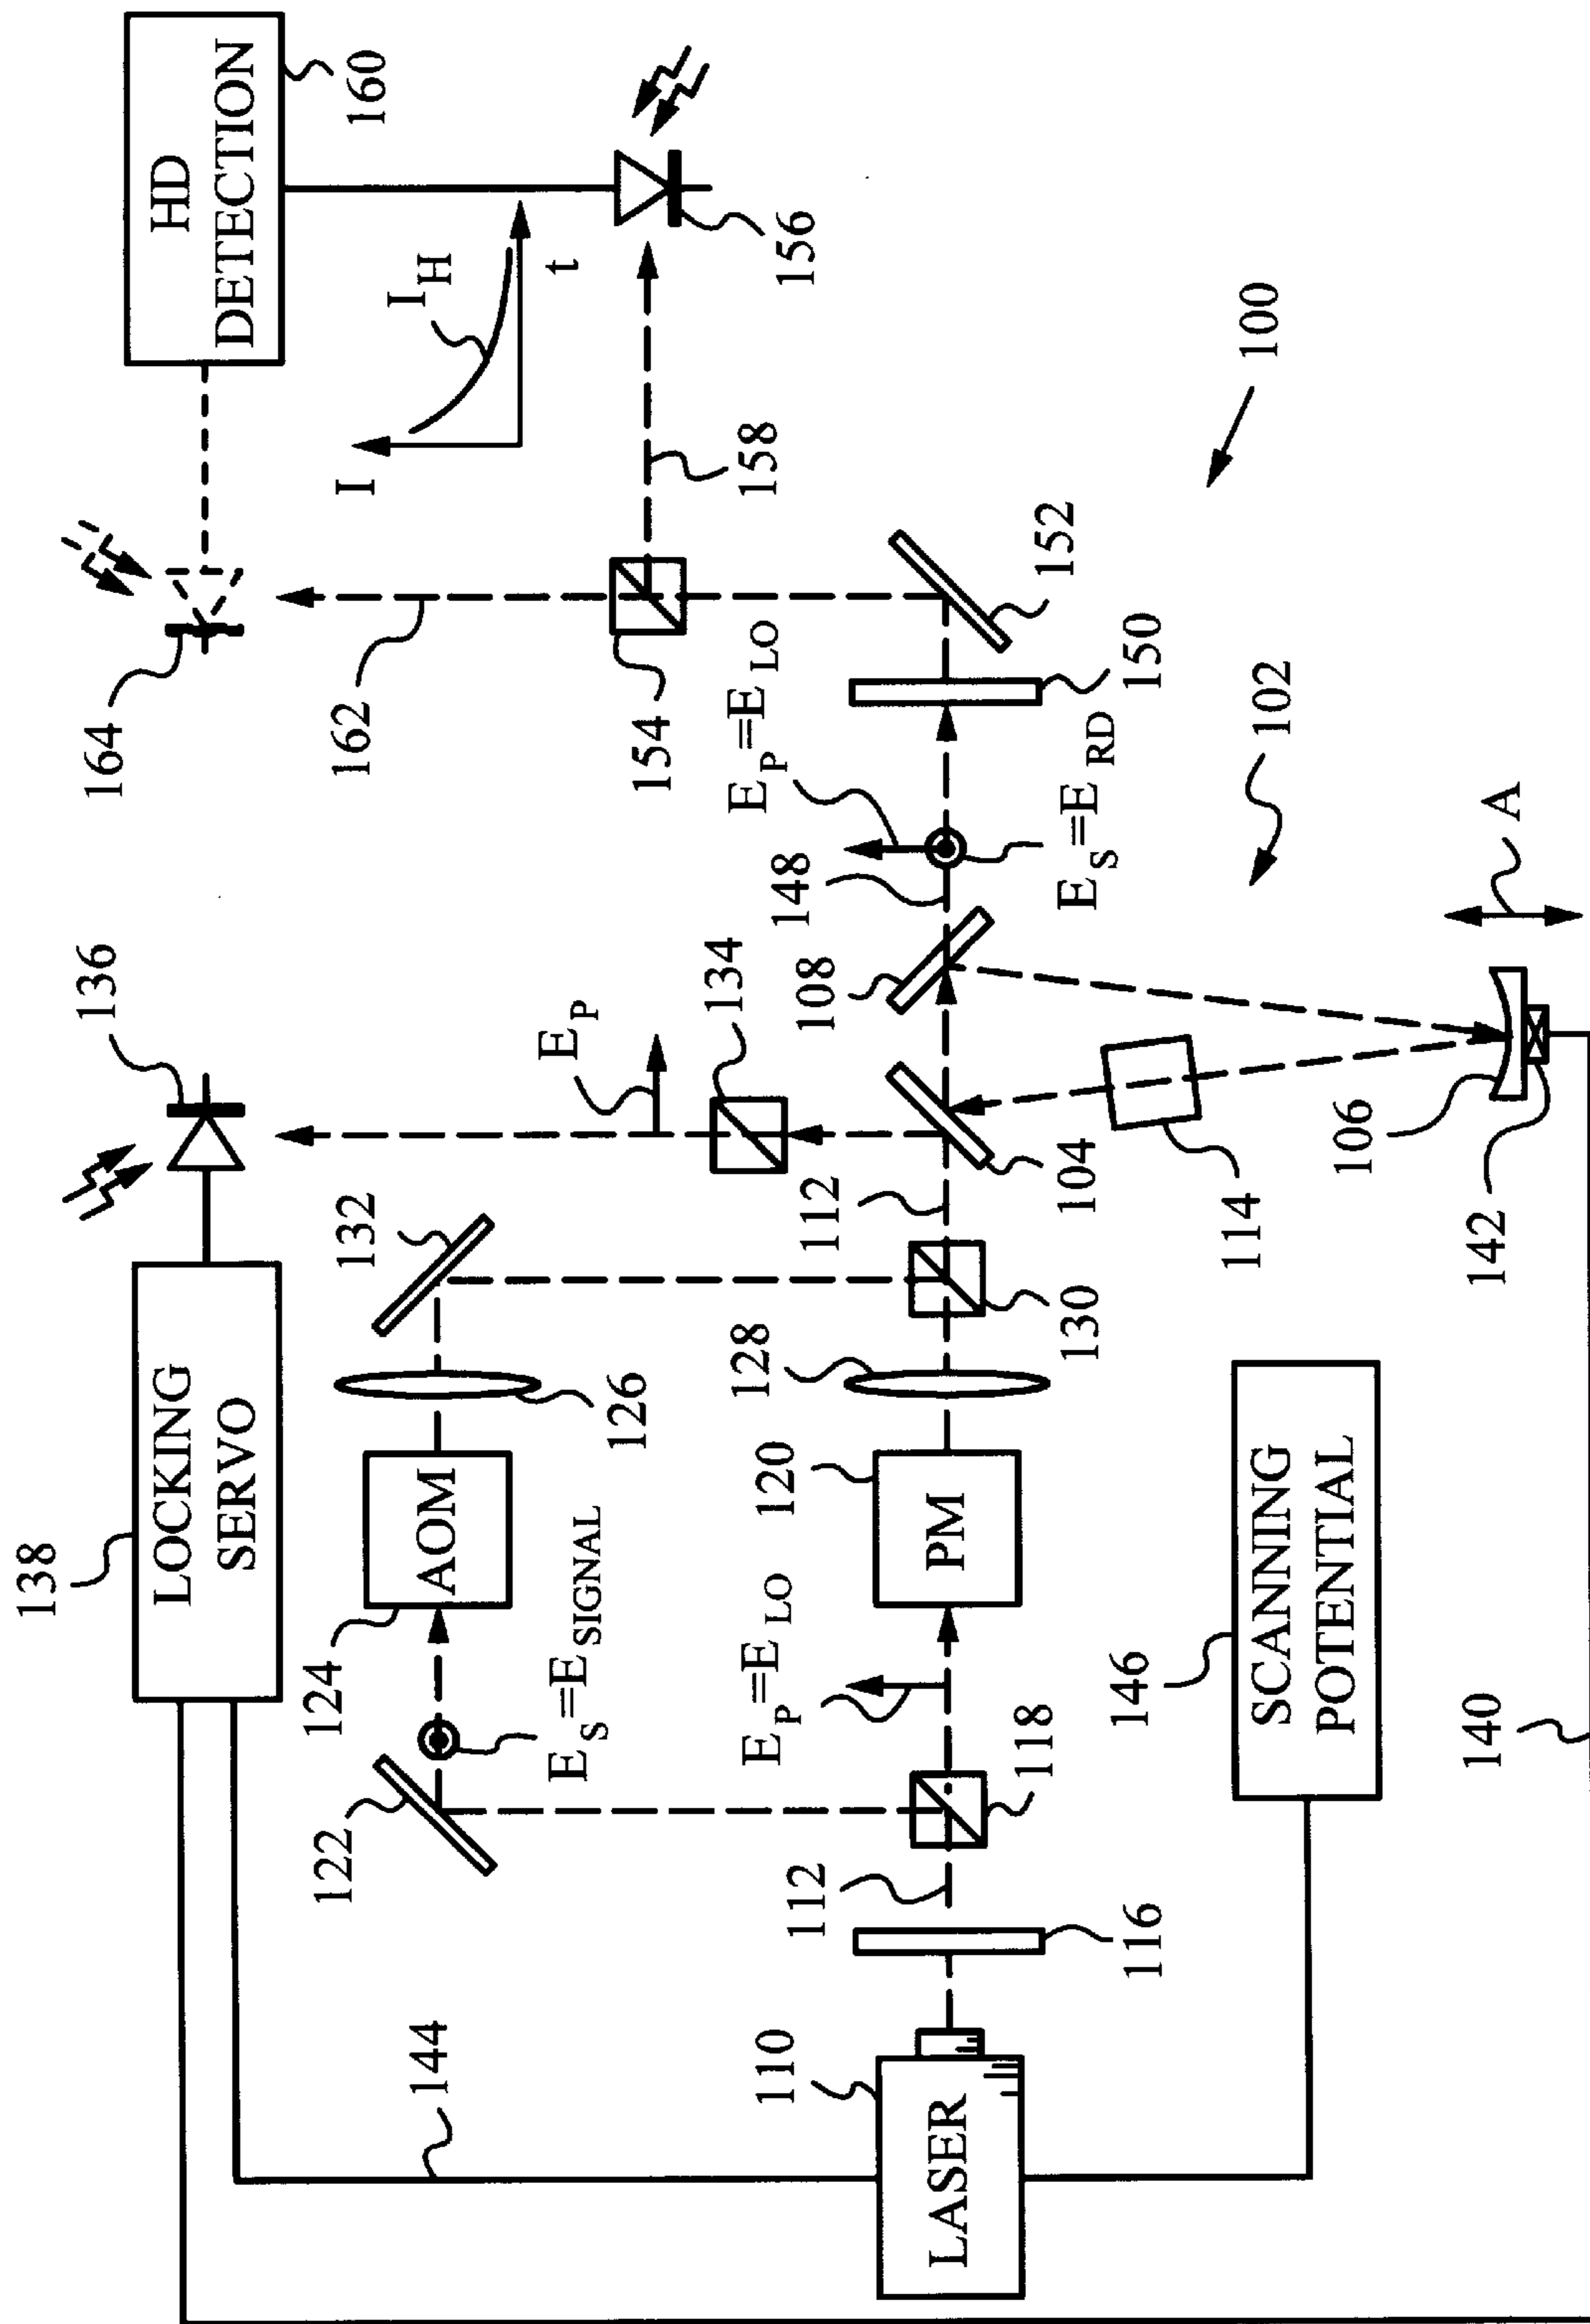 138
LOCKING
SERVO
136
164
HD
DETECTION
160
144
122
124
AOM
126
132
E_P
134
162
I
I_H
t
E_S=E_SIGNAL
154
158
156
110
LASER
112
116
118
E_P=E_LO
120
PM
128
130
112
104
108
148
E_P=E_LO
E_S=E_RD
150
152
100
146
SCANNING
POTENTIAL
114
102
106
142
A
140